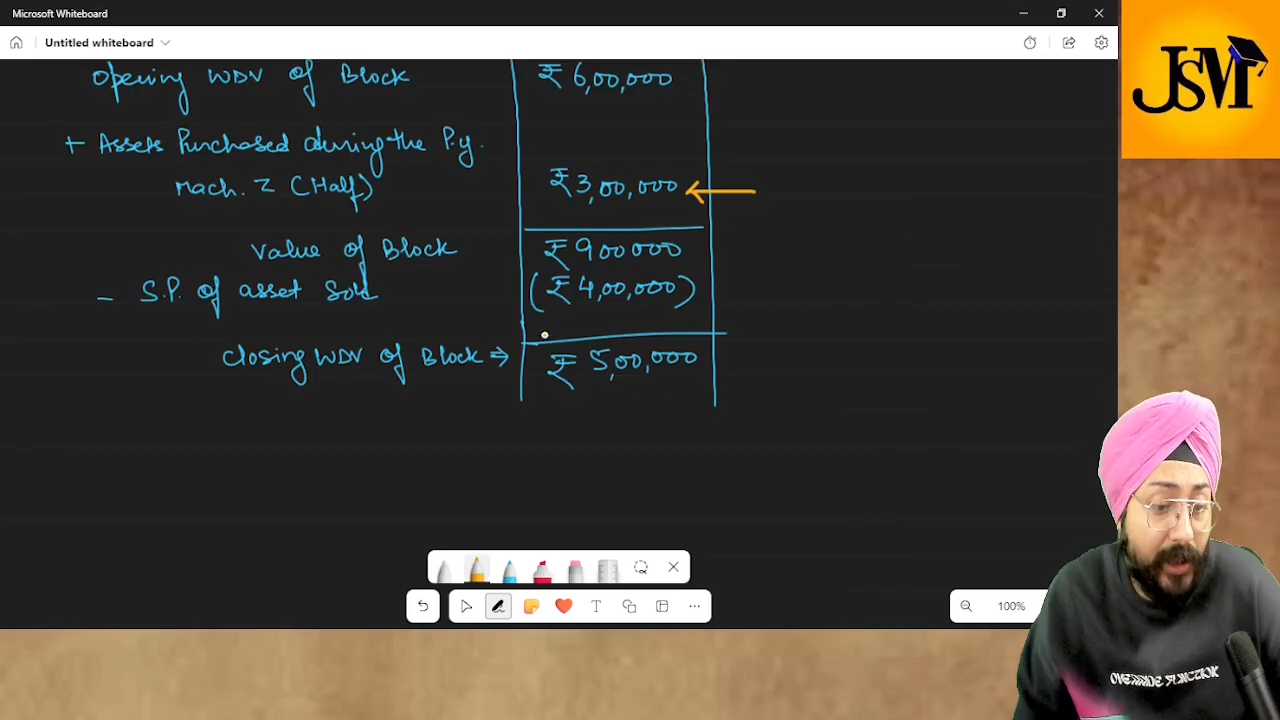 Microsoft Whiteboard
Untitled whiteboard
Opening WDV of Block ₹ 6,00,000
+ Assets Purchased during the P.y.
Mach. Z (Half) ₹3,00,000
Value of Block ₹ 900000
- S.P. of asset Sold (₹ 4,00,000)
Closing WDV of Block ⇒ ₹ 5,00,000
100%
JSM
OVERRIDE FUNCTION